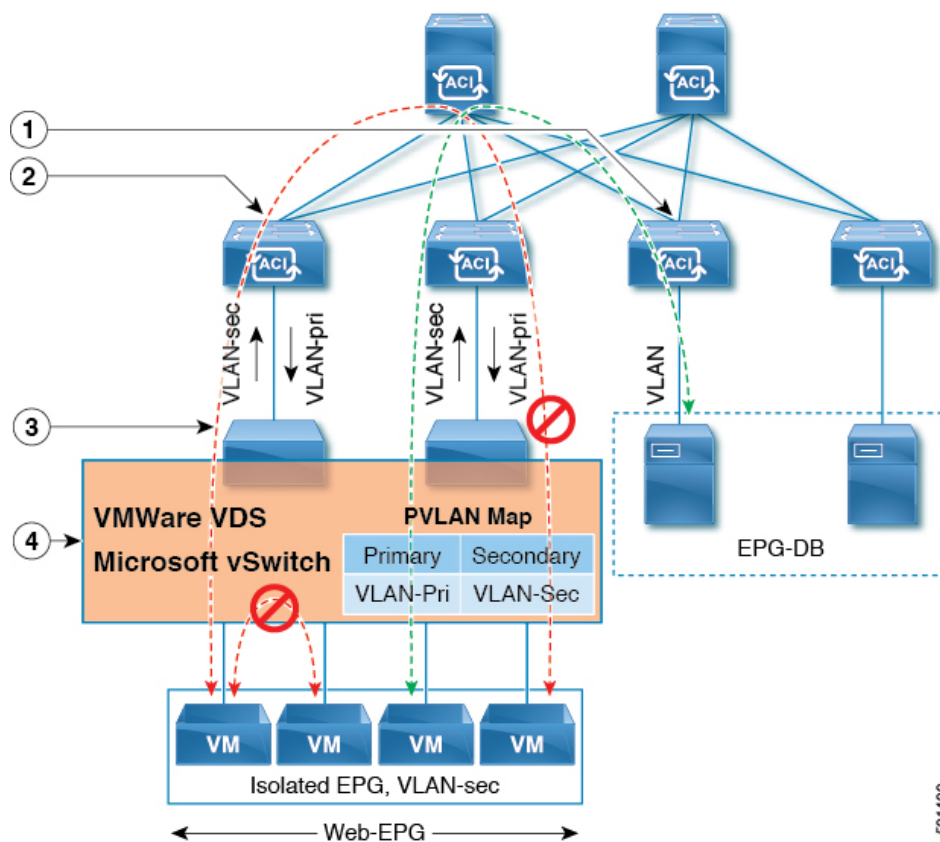 ACI
ACI
1
2
ACI
ACI
ACI
ACI
VLAN-sec
VLAN-pri
VLAN-sec
VLAN-pri
VLAN
3
4
VMWare VDS
Microsoft vSwitch
PVLAN Map
Primary Secondary
VLAN-Pri VLAN-Sec
EPG-DB
VM
VM
VM
VM
Isolated EPG, VLAN-sec
Web-EPG